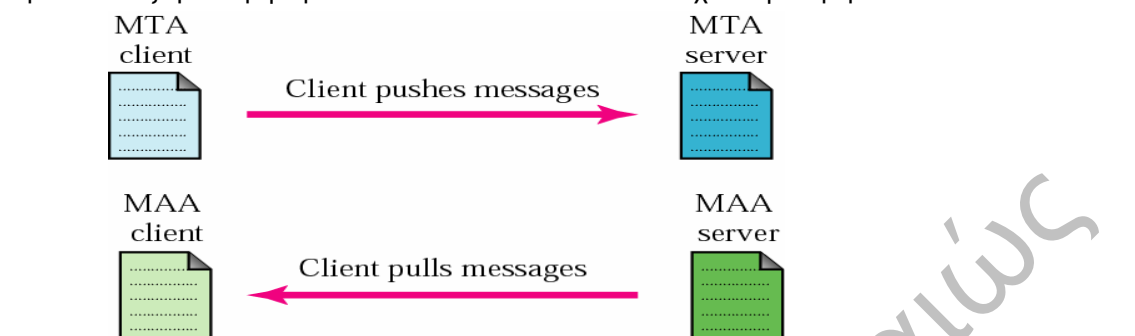 MTA MTA
client server
Client pushes messages
MAA MAA
client server
Client pulls messages